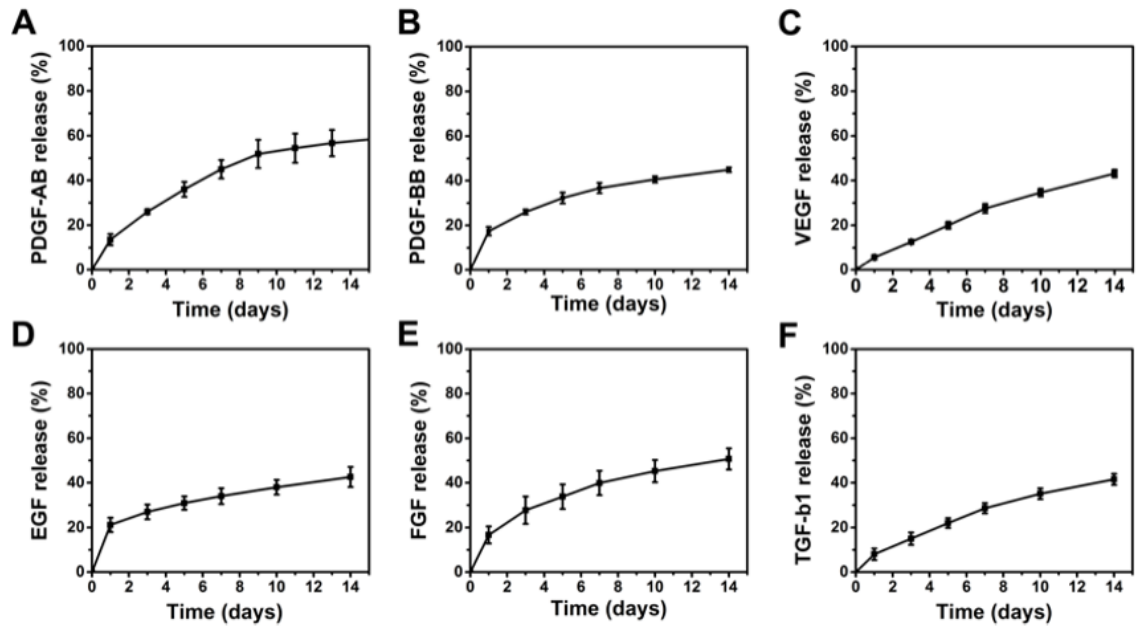 A
B
C
PDGF-AB release (%)
100
80
60
40
20
0
0 2 4 6 8 10 12 14
Time (days)
PDGF-BB release (%)
100
80
60
40
20
0
0 2 4 6 8 10 12 14
Time (days)
VEGF release (%)
100
80
60
40
20
0
0 2 4 6 8 10 12 14
Time (days)
D
E
F
EGF release (%)
100
80
60
40
20
0
0 2 4 6 8 10 12 14
Time (days)
FGF release (%)
100
80
60
40
20
0
0 2 4 6 8 10 12 14
Time (days)
TGF-b1 release (%)
100
80
60
40
20
0
0 2 4 6 8 10 12 14
Time (days)